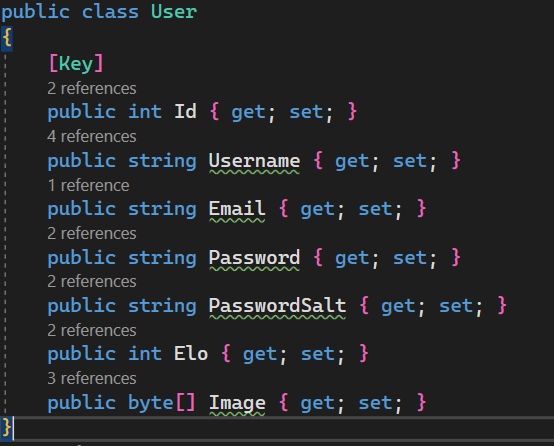 public class User
{
[Key]
2 references
public int Id { get; set; }
4 references
public string Username { get; set; }
1 reference
public string Email { get; set; }
2 references
public string Password { get; set; }
2 references
public string PasswordSalt { get; set; }
2 references
public int Elo { get; set; }
3 references
public byte[] Image { get; set; }
}